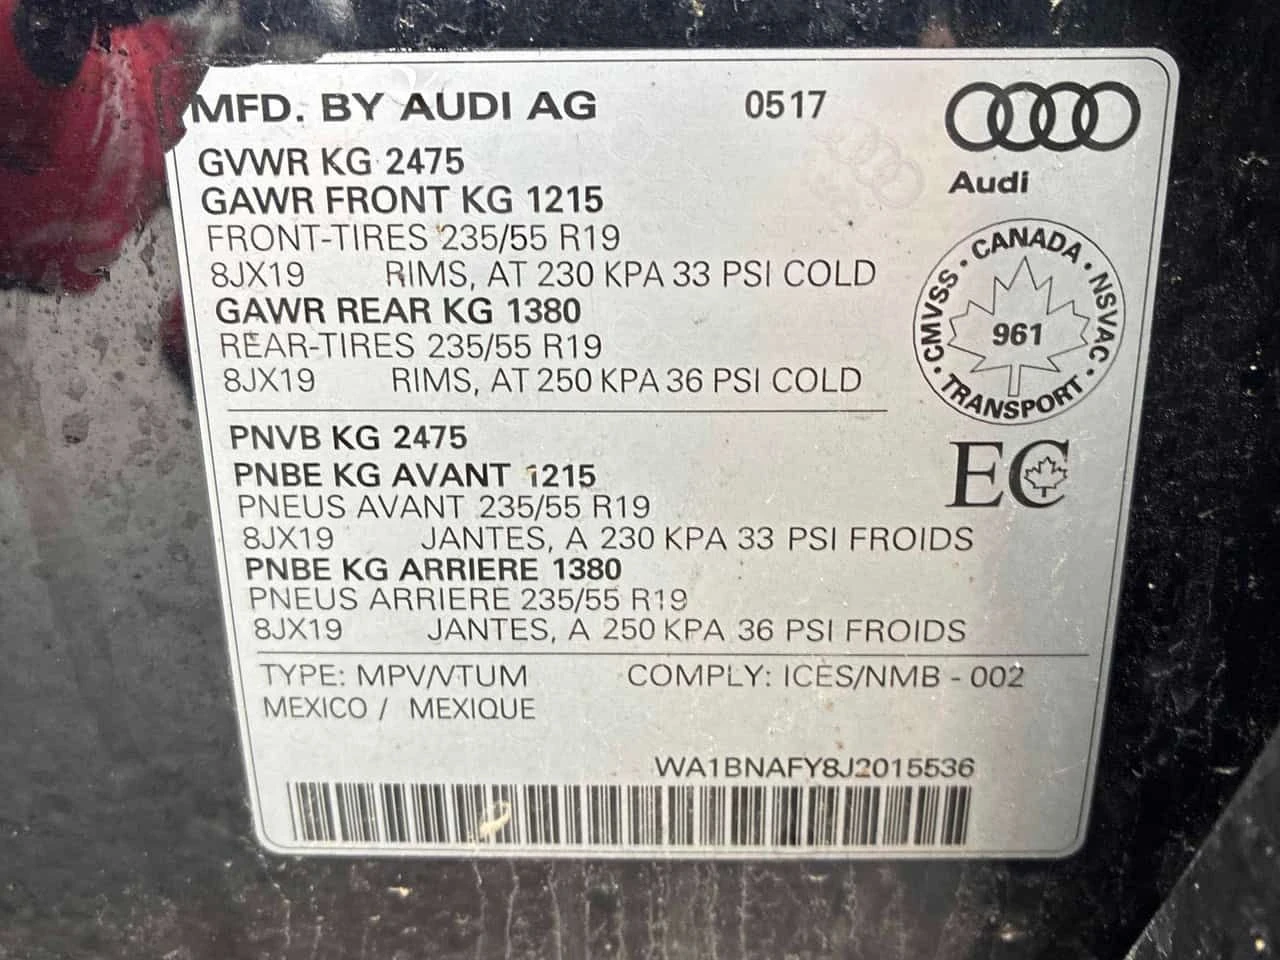 MFD. BY AUDI AG 0517
Audi
GVWR KG 2475
GAWR FRONT KG 1215
FRONT-TIRES 235/55 R19
8JX19 RIMS, AT 230 KPA 33 PSI COLD
GAWR REAR KG 1380
REAR-TIRES 235/55 R19
8JX19 RIMS, AT 250 KPA 36 PSI COLD
CANADA • NSVAC • TRANSPORT • CMVSS •
961
PNVB KG 2475
PNBE KG AVANT 1215
PNEUS AVANT 235/55 R19
8JX19 JANTES, A 230 KPA 33 PSI FROIDS
PNBE KG ARRIERE 1380
PNEUS ARRIERE 235/55 R19
8JX19 JANTES, A 250 KPA 36 PSI FROIDS
EC
TYPE: MPV/VTUM COMPLY: ICES/NMB - 002
MEXICO / MEXIQUE
WA1BNAFY8J2015536